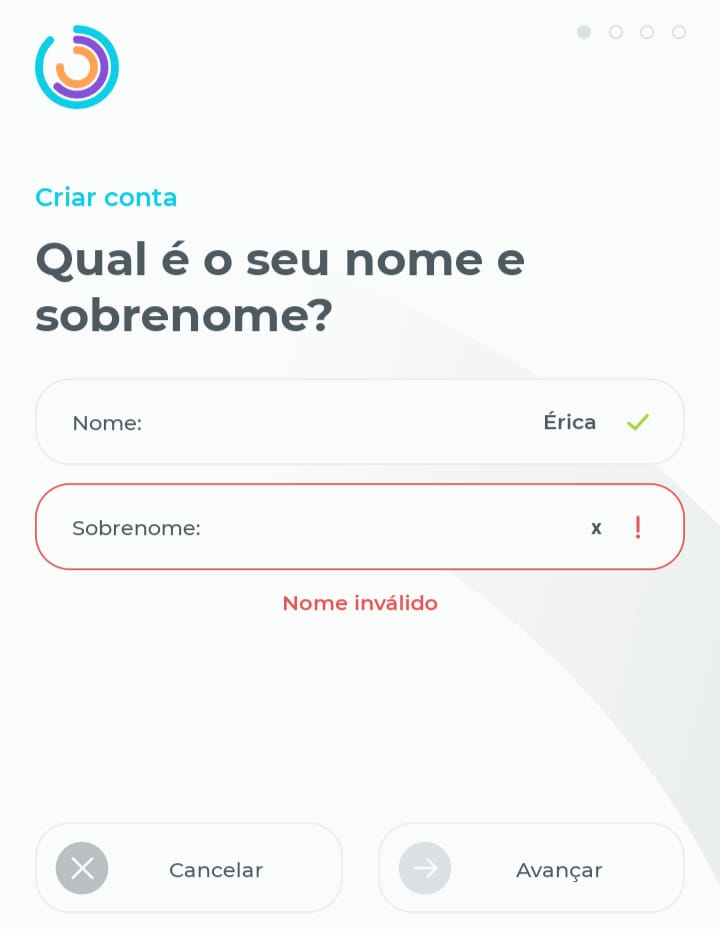 Criar conta
Qual é o seu nome e
sobrenome?
Nome: Érica
Sobrenome: x !
Nome inválido
Cancelar
Avançar